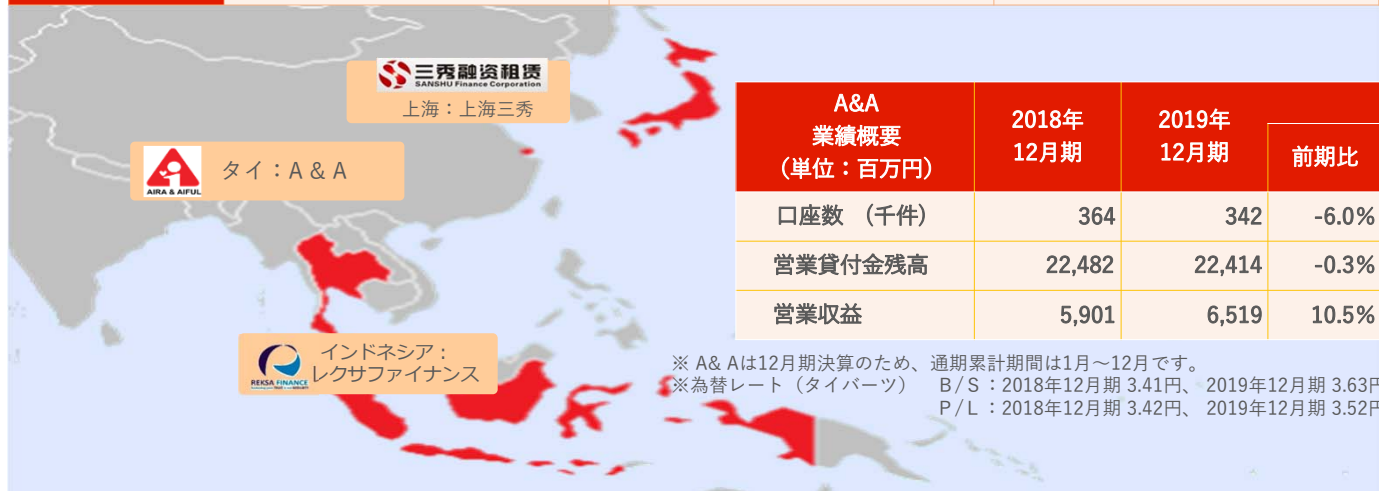 三秀融资租赁
SANSHU Finance Corporation
上海：上海三秀
AIRA & AIFUL
タイ：A & A
REKSA FINANCE
インドネシア：
レクサファイナンス
A&A
業績概要
（単位：百万円）
2018年
12月期
2019年
12月期
前期比
口座数 （千件） 364 342 -6.0%
営業貸付金残高 22,482 22,414 -0.3%
営業収益 5,901 6,519 10.5%
※ A& Aは12月期決算のため、通期累計期間は1月～12月です。
※為替レート（タイバーツ） B/S：2018年12月期 3.41円、 2019年12月期 3.63円
P/L：2018年12月期 3.42円、 2019年12月期 3.52円